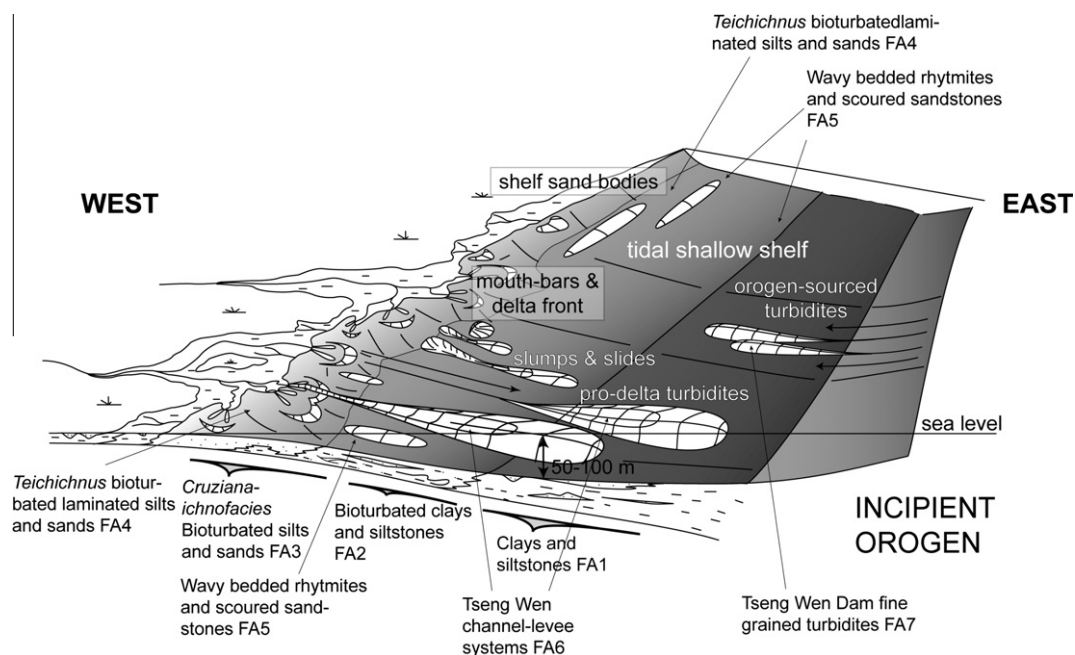 Teichichnus bioturbatedlami-
nated silts and sands FA4
Wavy bedded rhytmites
and scoured sandstones
FA5
WEST
EAST
shelf sand bodies
tidal shallow shelf
mouth-bars &
delta front
orogen-sourced
turbidites
slumps & slides
pro-delta turbidites
sea level
50-100 m
INCIPIENT
OROGEN
Teichichnus biotur-
bated laminated silts
and sands FA4
Cruziana-
ichnofacies
Bioturbated silts
and sands FA3
Bioturbated clays
and siltstones
FA2
Clays and
siltstones FA1
Wavy bedded rhytmites
and scoured sand-
stones FA5
Tseng Wen
channel-levee
systems FA6
Tseng Wen Dam fine
grained turbidites FA7